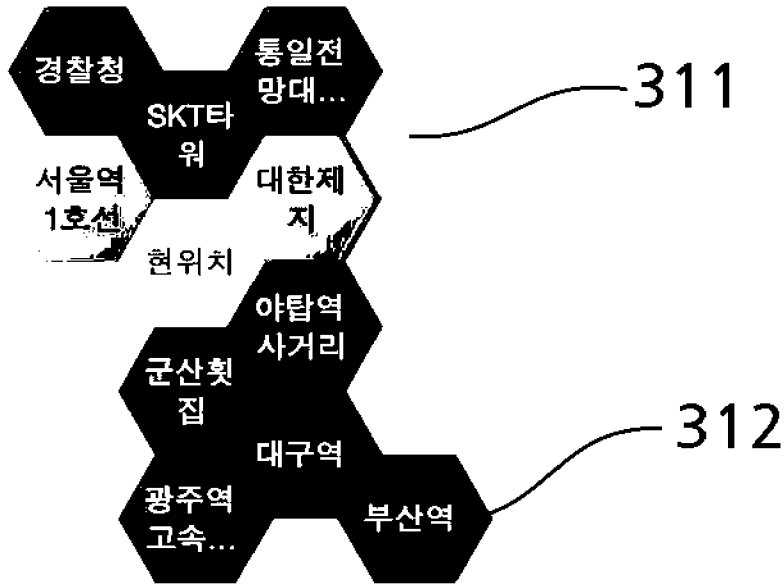 경찰청
통일전
망대...
311
SKT타
워
서울역
1호선
대한제
지
현위치
야탑역
사거리
군산횟
집
312
대구역
광주역
고속...
부산역